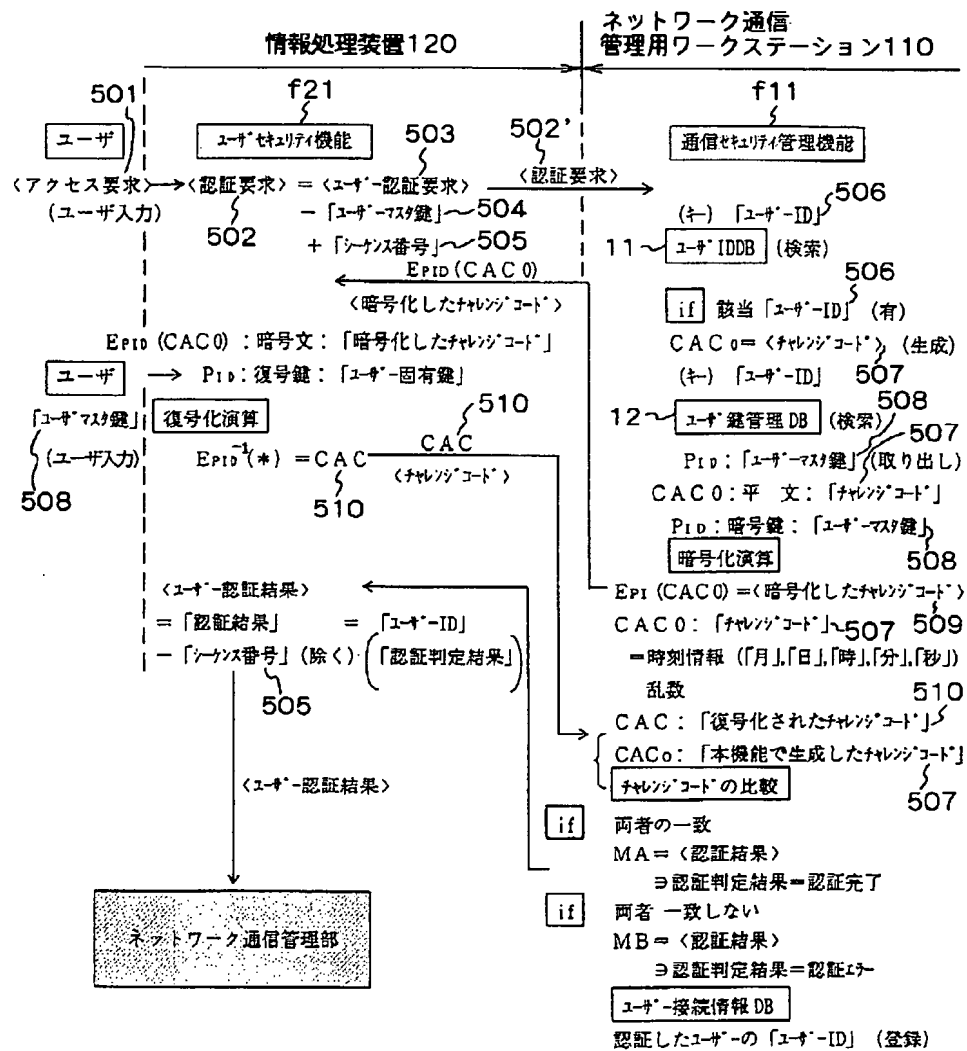 情報処理装置120
ネットワーク通信
管理用ワークステーション110
501
f21
503
502'
f11
ユーザ
ユーザセキュリティ機能
通信セキュリティ管理機能
〈アクセス要求〉→〈認証要求〉=〈ユーザー認証要求〉
〈認証要求〉
(ユーザ入力)
502
-「ユーザーマスタ鍵」~504
+「シーケンス番号」~505
(キー)「ユーザーID」
506
11
ユーザIDDB
(検索)
EPID(CAC0)
〈暗号化したチャレンジコード〉
506
if 該当「ユーザーID」(有)
EPID(CAC0):暗号文:「暗号化したチャレンジコード」
CAC0=〈チャレンジコード〉(生成)
ユーザ
→ PID:復号鍵:「ユーザー固有鍵」
(キー)「ユーザーID」 507
「ユーザマスタ鍵」
復号化演算
510
12
ユーザ鍵管理DB
(検索)
508
507
(ユーザ入力)
EPID⁻¹(*)=CAC
CAC
〈チャレンジコード〉
PID:「ユーザーマスタ鍵」(取り出し)
508
510
CAC0:平 文:「チャレンジコード」
PID:暗号鍵:「ユーザーマスタ鍵」
暗号化演算
508
〈ユーザー認証結果〉
EPI(CAC0)=〈暗号化したチャレンジコード〉
=「認証結果」 =「ユーザーID」
CAC0:「チャレンジコード」~507 509
-「シーケンス番号」(除く)(「認証判定結果」)
=時刻情報(「月」,「日」,「時」,「分」,「秒」)
505
乱数
510
CAC:「復号化されたチャレンジコード」
CACo:「本機能で生成したチャレンジコード」
チャレンジコードの比較
507
〈ユーザー認証結果〉
if 両者の一致
MA=〈認証結果〉
∋認証判定結果=認証完了
ネットワーク通信管理部
if 両者 一致しない
MB=〈認証結果〉
∋認証判定結果=認証エラー
ユーザー接続情報DB
認証したユーザーの「ユーザーID」(登録)